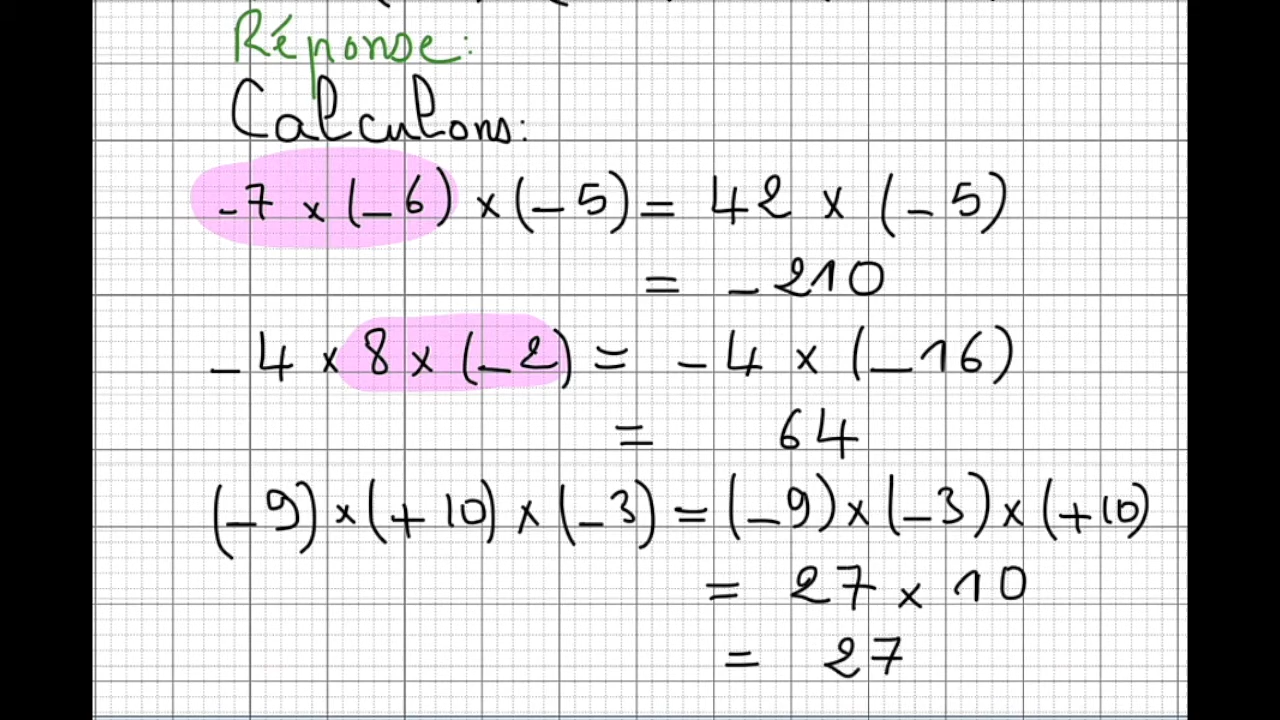 Réponse:
Calculons:
-7 × (-6) × (-5) = 42 × (-5)
= -210
-4 × 8 × (-2) = -4 × (-16)
= 64
(-9) × (+10) × (-3) = (-9) × (-3) × (+10)
= 27 × 10
= 27